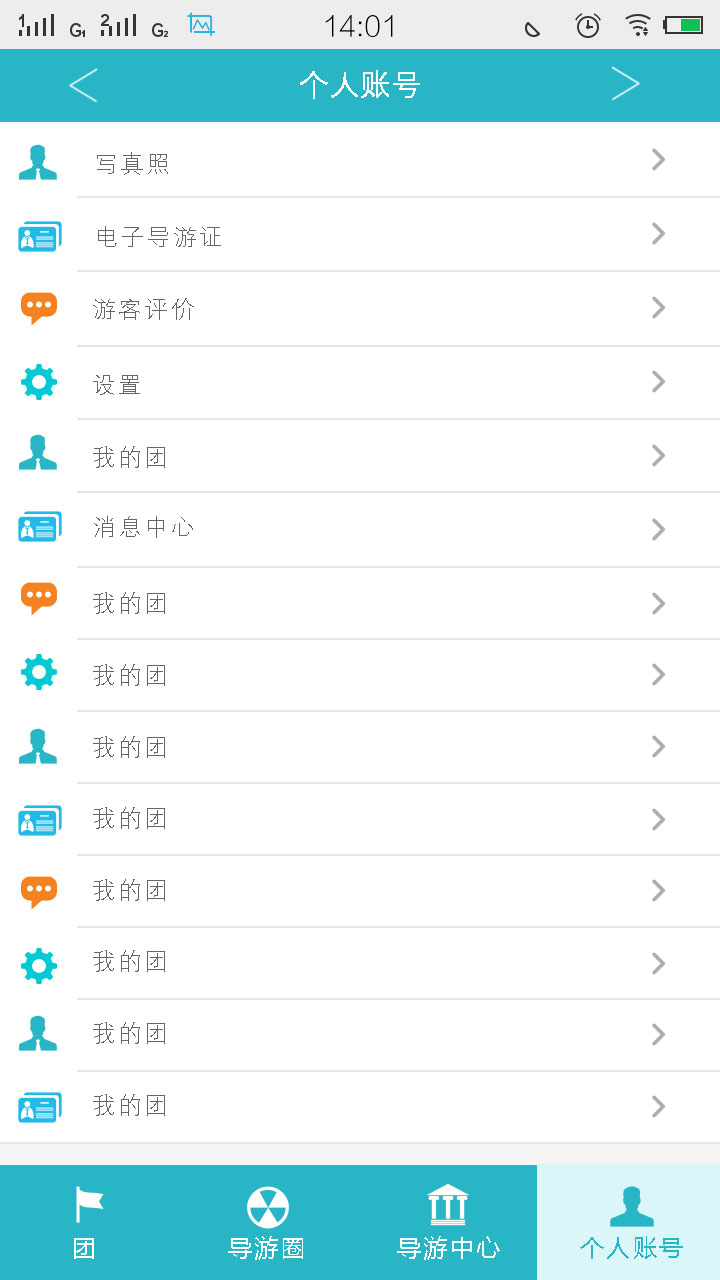 1 G1 2 G2 14:01
个人账号
写真照
电子导游证
游客评价
设置
我的团
消息中心
我的团
我的团
我的团
我的团
我的团
我的团
我的团
我的团
团 导游圈 导游中心 个人账号